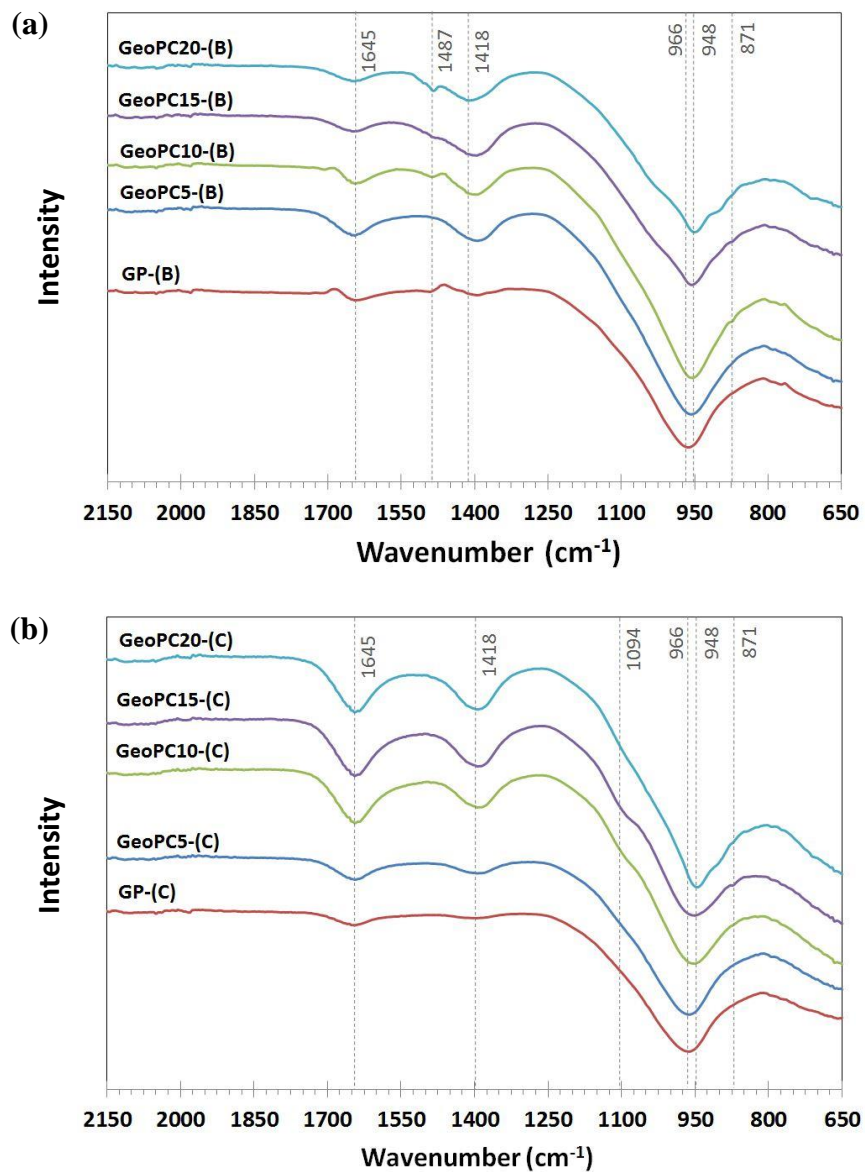 (a)
GeoPC20-(B)
GeoPC15-(B)
GeoPC10-(B)
GeoPC5-(B)
GP-(B)
1645
1487
1418
966
948
871
Intensity
2150 2000 1850 1700 1550 1400 1250 1100 950 800 650
Wavenumber (cm-1)
(b)
GeoPC20-(C)
GeoPC15-(C)
GeoPC10-(C)
GeoPC5-(C)
GP-(C)
1645
1418
1094
966
948
871
Intensity
2150 2000 1850 1700 1550 1400 1250 1100 950 800 650
Wavenumber (cm-1)